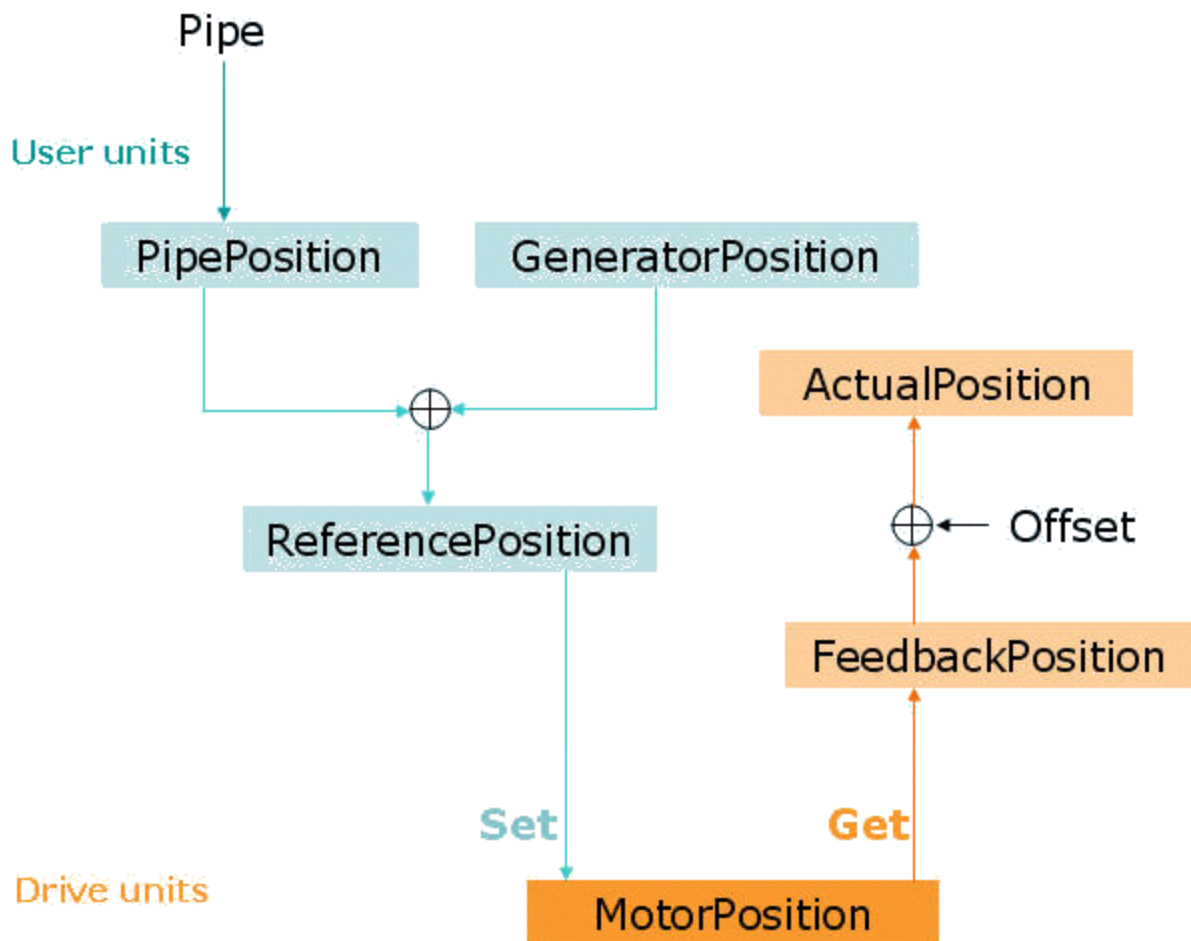 Pipe
User units
PipePosition
GeneratorPosition
ActualPosition
Offset
ReferencePosition
FeedbackPosition
Set
Get
Drive units
MotorPosition